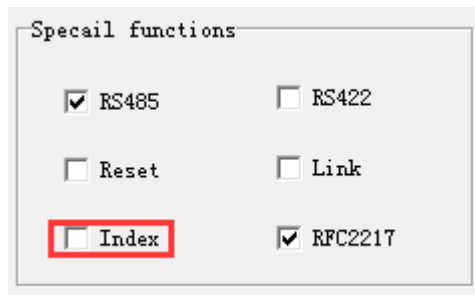 Specail functions
RS485 RS422
Reset Link
Index RFC2217